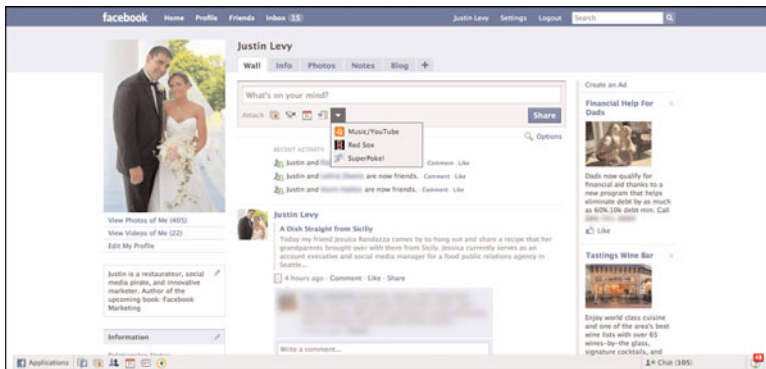 facebook Home Profile Friends Inbox 15 Justin Levy Settings Logout Search
Justin Levy
Wall Info Photos Notes Blog +
What's on your mind?
Attach Share
Music/YouTube
Red Sox
SuperPoke!
Options
RECENT ACTIVITY
Justin and are now friends. Comment · Like
Justin and are now friends. · Comment · Like
Justin and are now friends. · Comment · Like
Justin Levy
A Dish Straight from Sicily
Today my friend Jessica Randazza comes by to hang out and share a recipe that her
grandparents brought over with them from Sicily. Jessica currently serves as an
account executive and social media manager for a food public relations agency in
Seattle...
4 hours ago · Comment · Like · Share
Write a comment...
View Photos of Me (405)
View Videos of Me (22)
Edit My Profile
Justin is a restaurateur, social
media pirate, and innovative
marketer. Author of the
upcoming book: Facebook
Marketing
Information
Create an Ad
Financial Help For
Dads
Dads now qualify for
financial aid thanks to a
new program that helps
eliminate debt by as much
as 60%.10k debt min. Call
Like
Tastings Wine Bar
Enjoy world class cuisine
and one of the area's best
wine lists with over 65
wines-by-the glass,
signature cocktails, and
Applications
Chat (105)